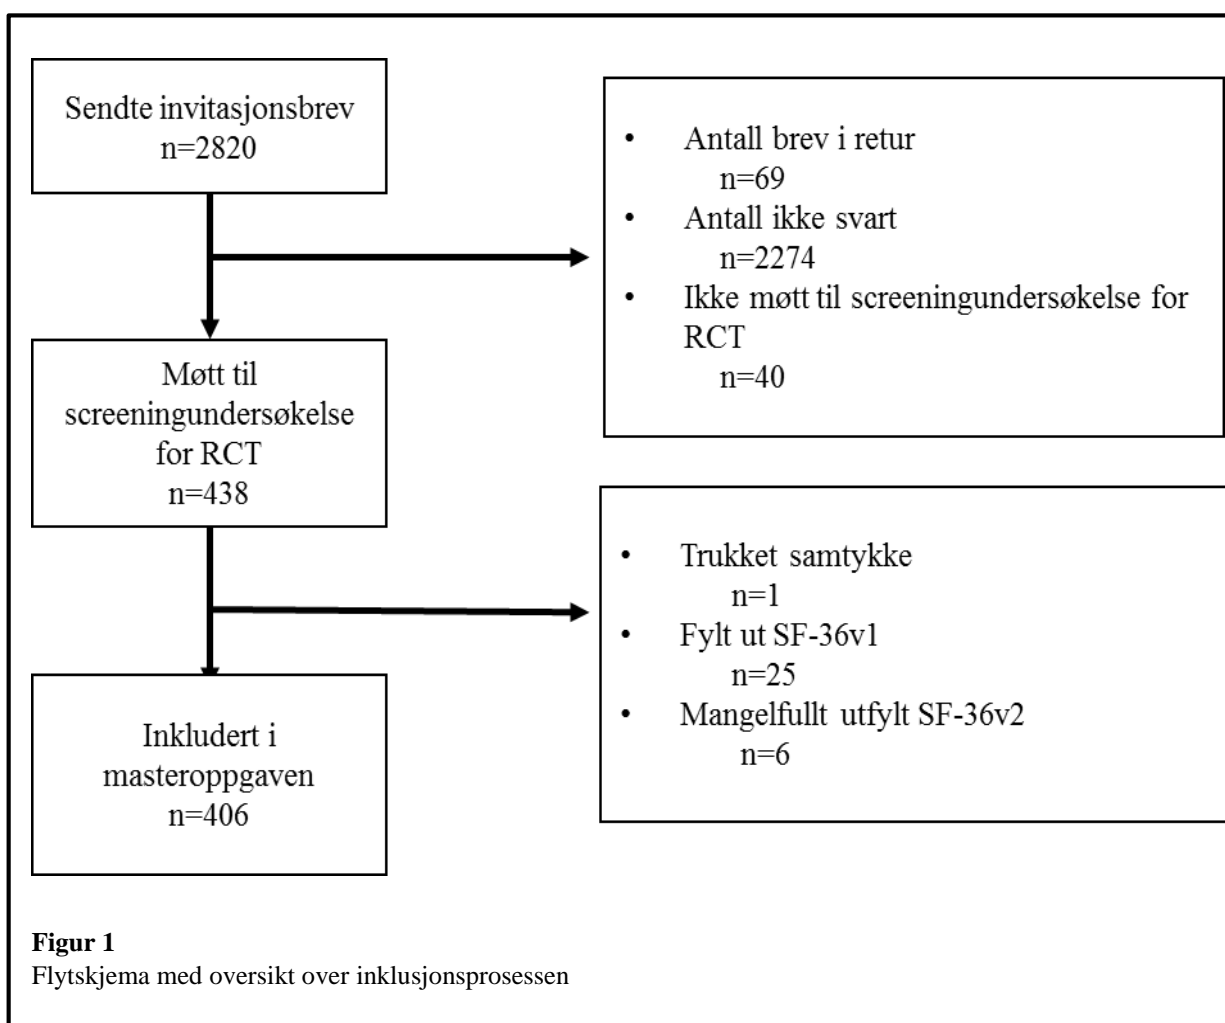 Sendte invitasjonsbrev
n=2820
• Antall brev i retur
n=69
• Antall ikke svart
n=2274
• Ikke møtt til screeningundersøkelse for
RCT
n=40
Møtt til
screeningundersøkelse
for RCT
n=438
• Trukket samtykke
n=1
• Fylt ut SF-36v1
n=25
• Mangelfullt utfylt SF-36v2
n=6
Inkludert i
masteroppgaven
n=406
Figur 1
Flytskjema med oversikt over inklusjonsprosessen